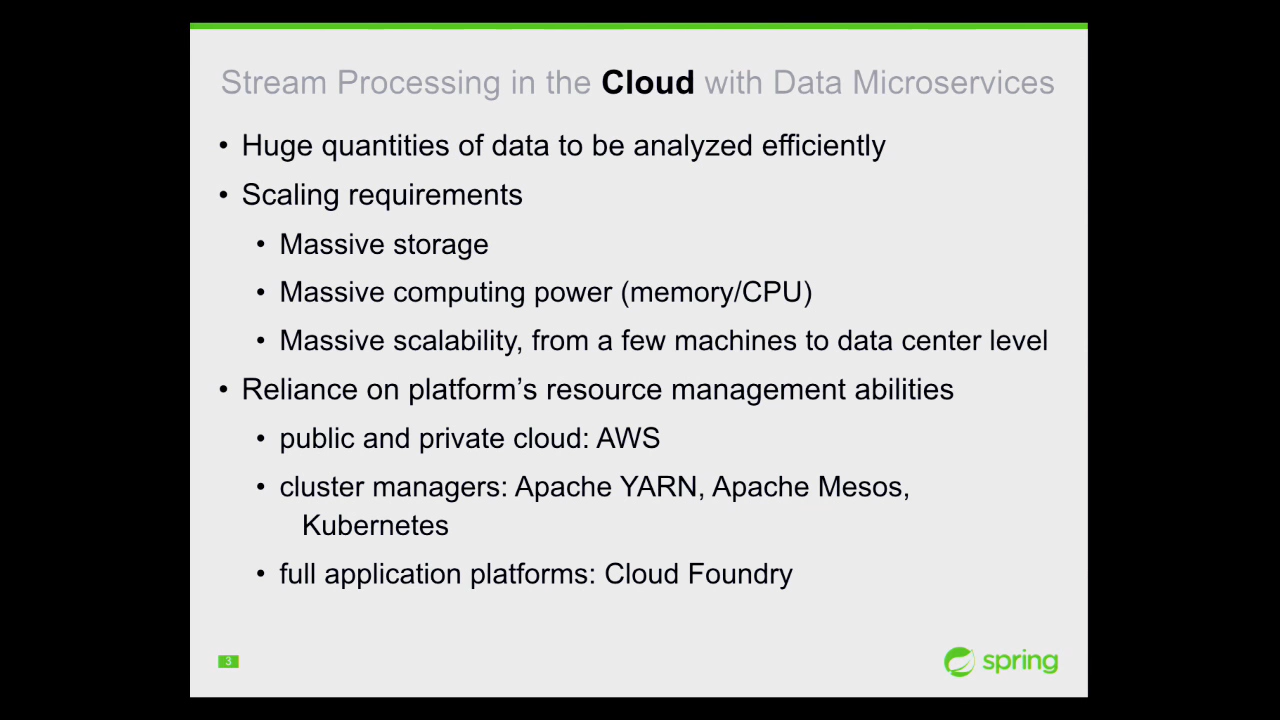 Stream Processing in the Cloud with Data Microservices
• Huge quantities of data to be analyzed efficiently
• Scaling requirements
• Massive storage
• Massive computing power (memory/CPU)
• Massive scalability, from a few machines to data center level
• Reliance on platform’s resource management abilities
• public and private cloud: AWS
• cluster managers: Apache YARN, Apache Mesos,
Kubernetes
• full application platforms: Cloud Foundry
3
spring